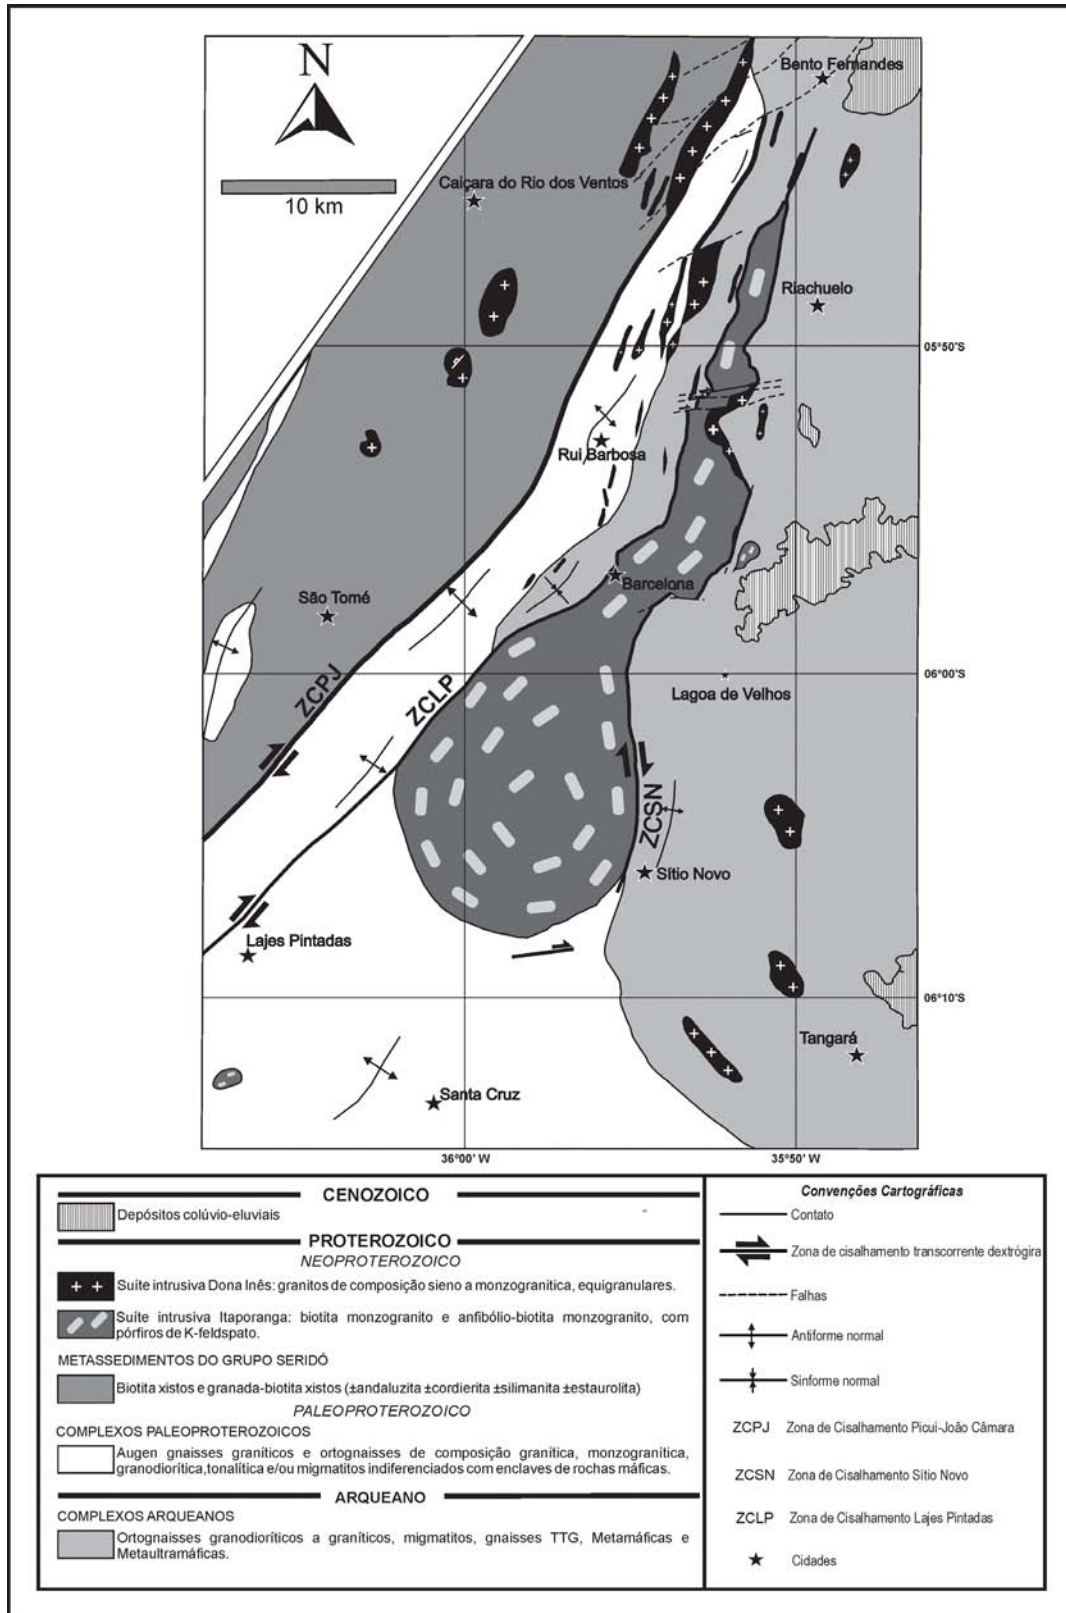 N
10 km
Bento Fernandes
Caiçara do Rio dos Ventos
Riachuelo
05°50'S
Rui Barbosa
Barcelona
São Tomé
06°00'S
Lagoa de Velhos
ZCPJ
ZCLP
ZCSN
Sítio Novo
Lajes Pintadas
06°10'S
Tangará
Santa Cruz
36°00' W
35°50' W
CENOZOICO
Depósitos colúvio-eluviais
PROTEROZOICO
NEOPROTEROZOICO
Suíte intrusiva Dona Inês: granitos de composição sieno a monzogranitica, equigranulares.
Suíte intrusiva Itaporanga: biotita monzogranito e anfibólio-biotita monzogranito, com
pórfiros de K-feldspato.
METASSEDIMENTOS DO GRUPO SERIDÓ
Biotita xistos e granada-biotita xistos (±andaluzita ±cordierita ±silimanita ±estaurolita)
PALEOPROTEROZOICO
COMPLEXOS PALEOPROTEROZOICOS
Augen gnaisses graníticos e ortognaisses de composição granítica, monzogranítica,
granodiorítica,tonalítica e/ou migmatitos indiferenciados com enclaves de rochas máficas.
ARQUEANO
COMPLEXOS ARQUEANOS
Ortognaisses granodioríticos a graníticos, migmatitos, gnaisses TTG, Metamáficas e
Metaultramáficas.
Convenções Cartográficas
Contato
Zona de cisalhamento transcorrente dextrógira
Falhas
Antiforme normal
Sinforme normal
ZCPJ Zona de Cisalhamento Picui-João Câmara
ZCSN Zona de Cisalhamento Sítio Novo
ZCLP Zona de Cisalhamento Lajes Pintadas
Cidades